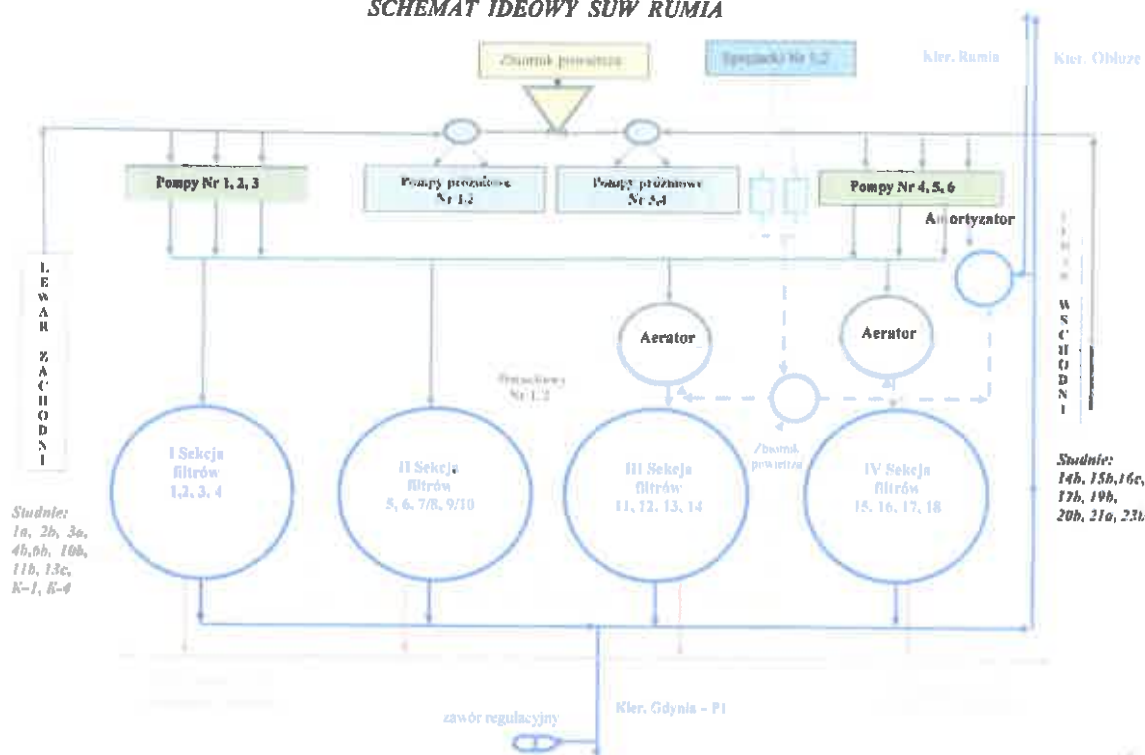 SCHEMAT IDEOWY SUW RUMIA
Zbiornik powietrza
Sprężarki Nr 1,2
Kier. Rumia
Kier. Obłuże
Pompy Nr 1, 2, 3
Pompy próżniowe
Nr 1,2
Pompy próżniowe
Nr 3,4
Pompy Nr 4, 5, 6
Amortyzator
LEWAR ZACHODNI
WSCHODNI
Aerator
Aerator
Nr 1, 2
I Sekcja
filtrów
1,2, 3, 4
II Sekcja
filtrów
5, 6, 7/8, 9/10
III Sekcja
filtrów
11, 12, 13, 14
Zbiornik
powietrza
IV Sekcja
filtrów
15, 16, 17, 18
Studnie:
1a, 2b, 3a,
4b,6b, 10b,
11b, 13c,
K-1, K-4
Studnie:
14b, 15b,16c,
17b, 19b,
20b, 21a, 23b
zawór regulacyjny
Kier. Gdynia – P1